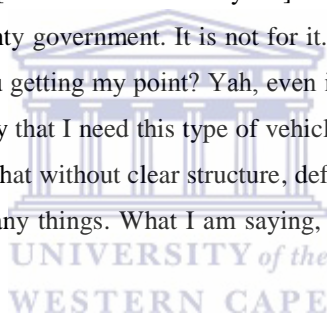 nty government. It is not for it.
getting my point? Yah, even i
y that I need this type of vehicl
hat without clear structure, def
any things. What I am saying,
UNIVERSITY of the
WESTERN CAPE